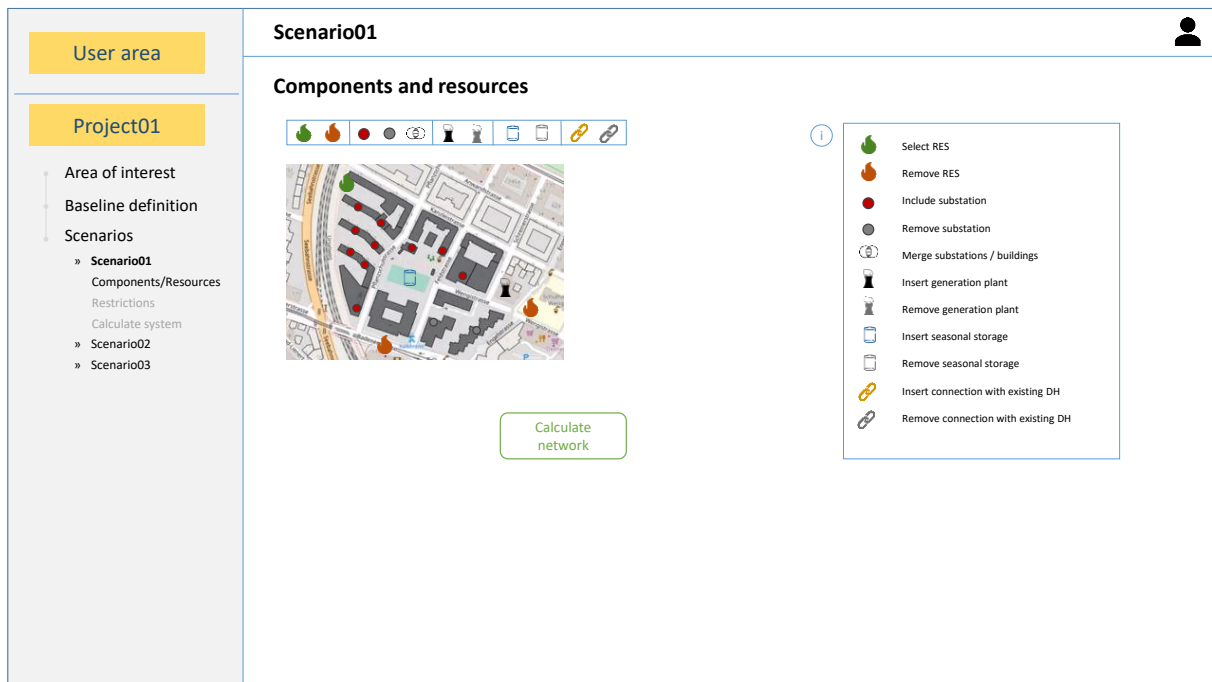 User area
Project01
Area of interest
Baseline definition
Scenarios
» Scenario01
Components/Resources
Restrictions
Calculate system
» Scenario02
» Scenario03
Scenario01
Components and resources
Calculate
network
i
Select RES
Remove RES
Include substation
Remove substation
Merge substations / buildings
Insert generation plant
Remove generation plant
Insert seasonal storage
Remove seasonal storage
Insert connection with existing DH
Remove connection with existing DH